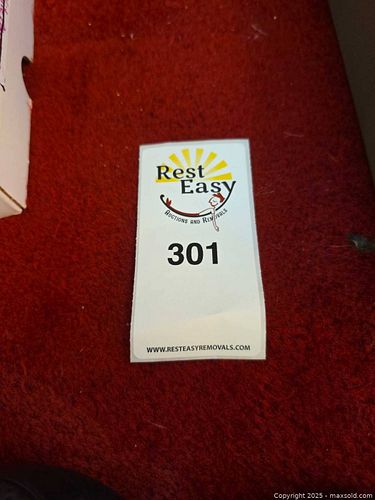 Rest
Easy
AUCTIONS AND REMOVALS
301
WWW.RESTEASYREMOVALS.COM
Copyright © 2025 - maxsold.com